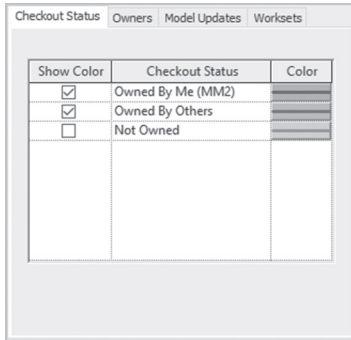 Checkout Status Owners Model Updates Worksets
Show Color Checkout Status Color
Owned By Me (MM2)
Owned By Others
Not Owned